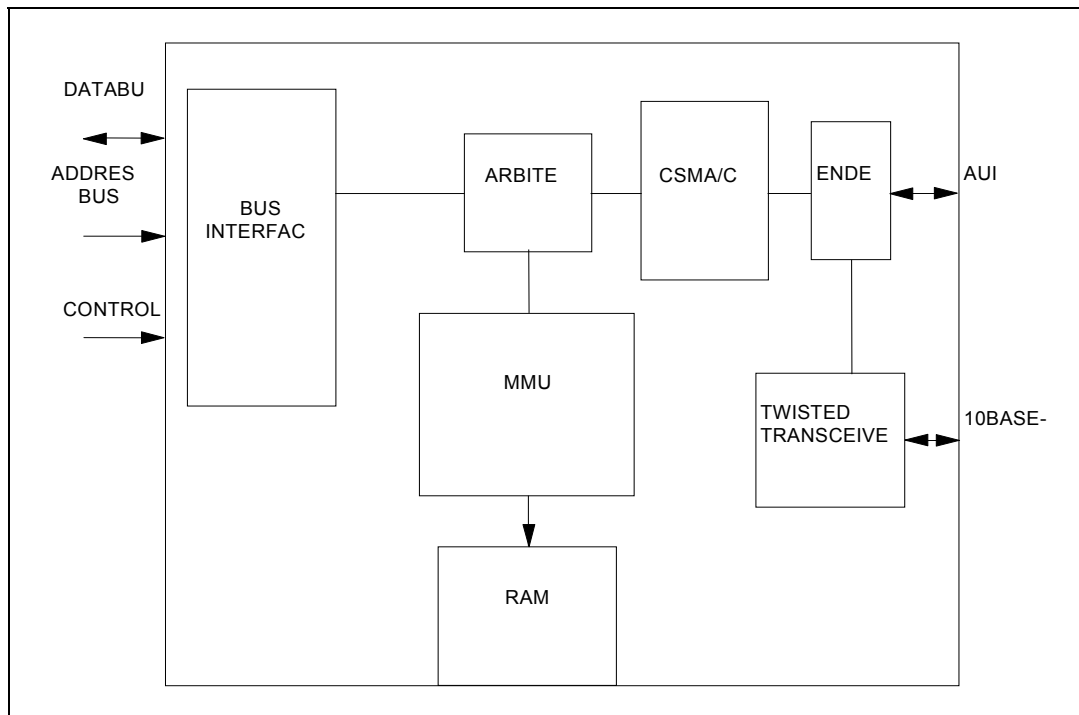 DATABU
ADDRES
BUS
CONTROL
BUS
INTERFAC
ARBITE
CSMA/C
ENDE
AUI
MMU
TWISTED
TRANSCEIVE
10BASE-
RAM